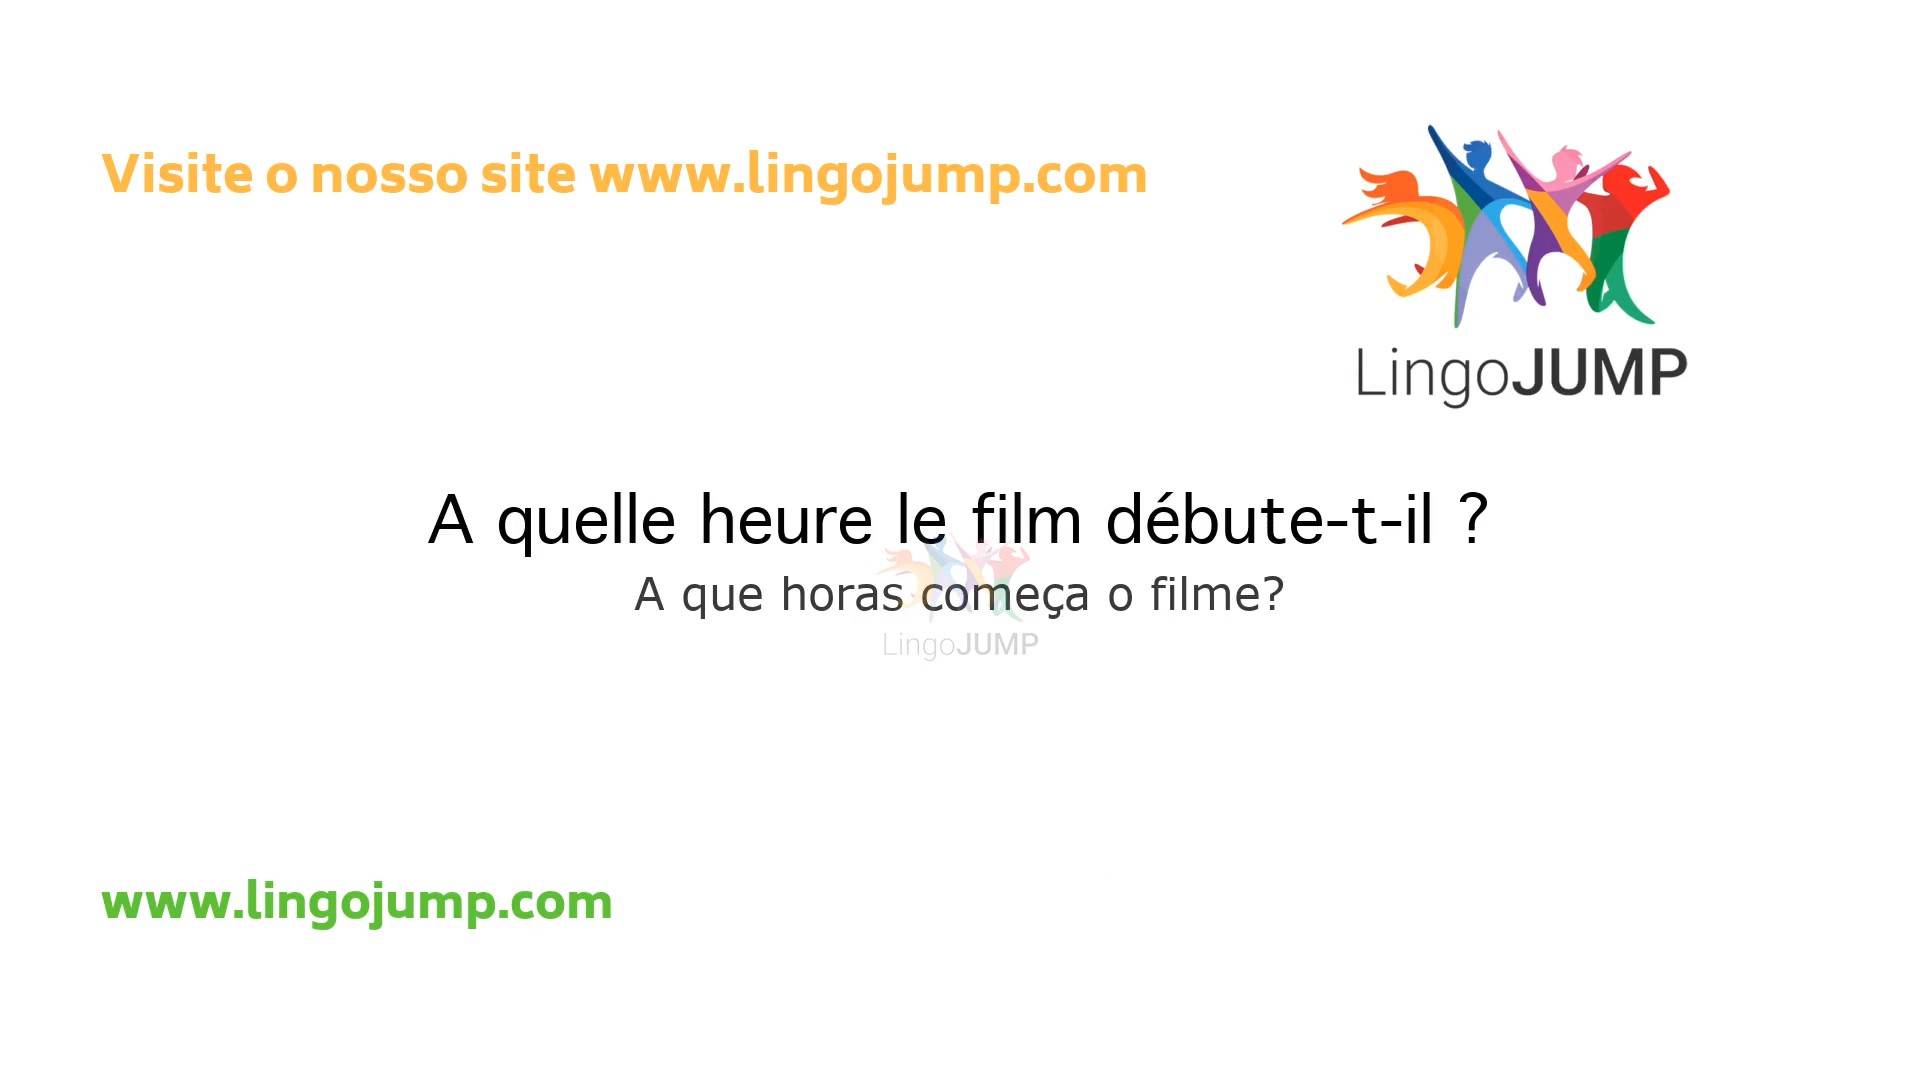 Visite o nosso site www.lingojump.com
LingoJUMP
A quelle heure le film débute-t-il ?
A que horas começa o filme?
LingoJUMP
www.lingojump.com